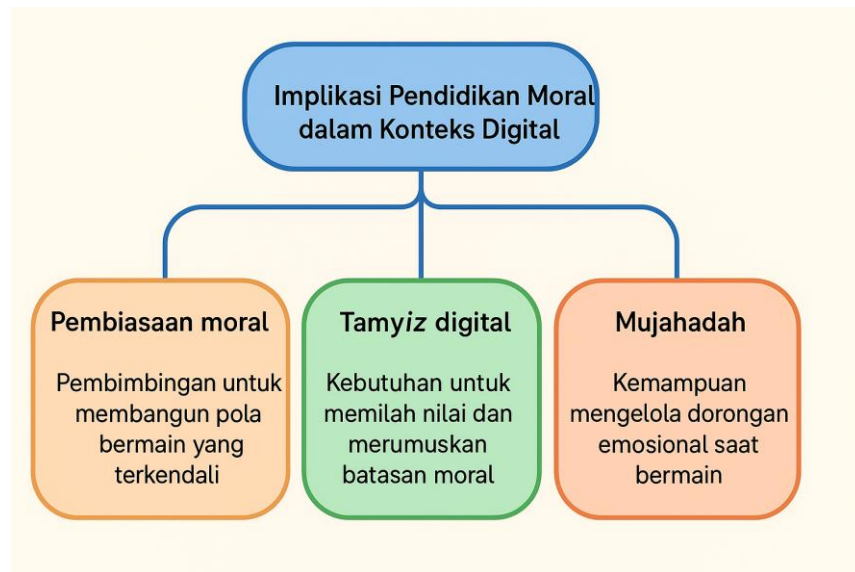 Implikasi Pendidikan Moral
dalam Konteks Digital
Pembiasaan moral
Pembimbingan untuk
membangun pola
bermain yang
terkendali
Tamyiz digital
Kebutuhan untuk
memilah nilai dan
merumuskan
batasan moral
Mujahadah
Kemampuan
mengelola dorongan
emosional saat
bermain